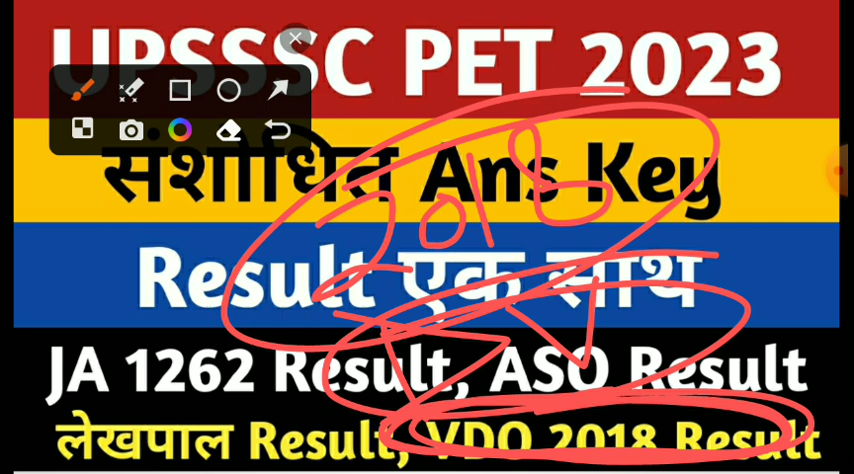 UPSSSC PET 2023
संशोधित Ans Key
2018
Result एक साथ
JA 1262 Result, ASO Result
लेखपाल Result, VDO 2018 Result